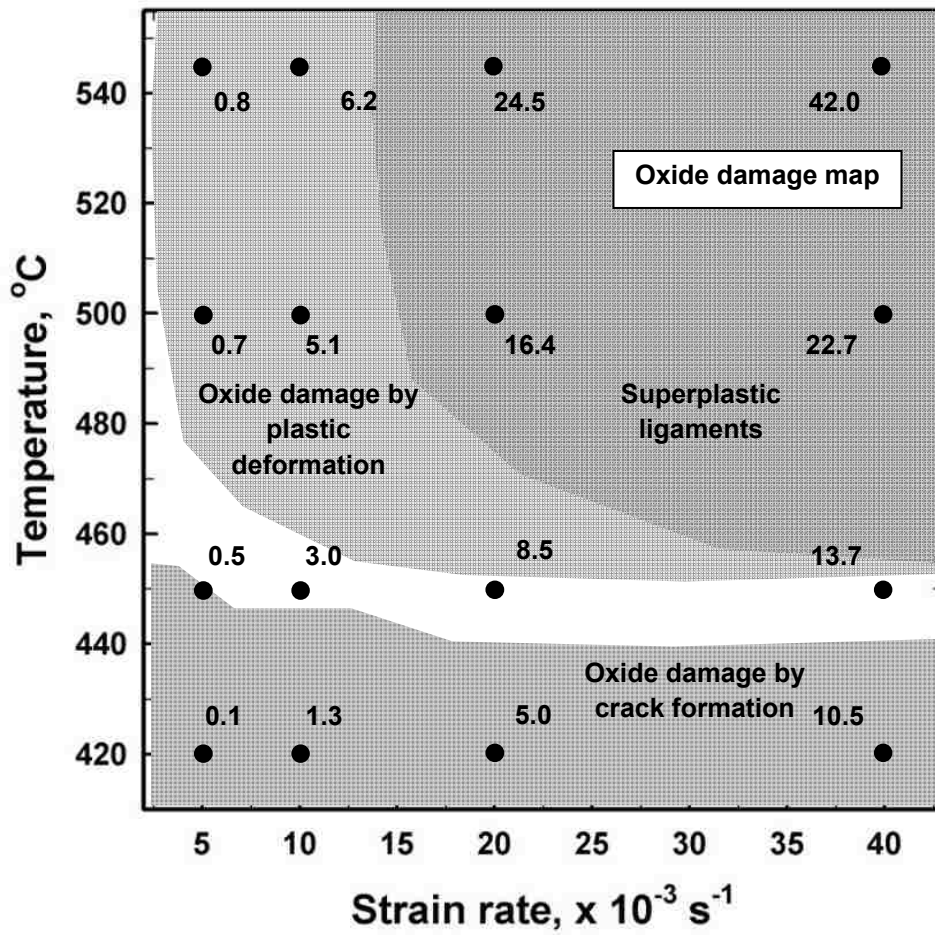 540
0.8 6.2 24.5 42.0
Oxide damage map
520
500
0.7 5.1 16.4 22.7
Oxide damage by
plastic
deformation
Superplastic
ligaments
480
460
0.5 3.0 8.5 13.7
440
Oxide damage by
crack formation
0.1 1.3 5.0 10.5
420
Temperature, °C
5 10 15 20 25 30 35 40
Strain rate, x 10⁻³ s⁻¹